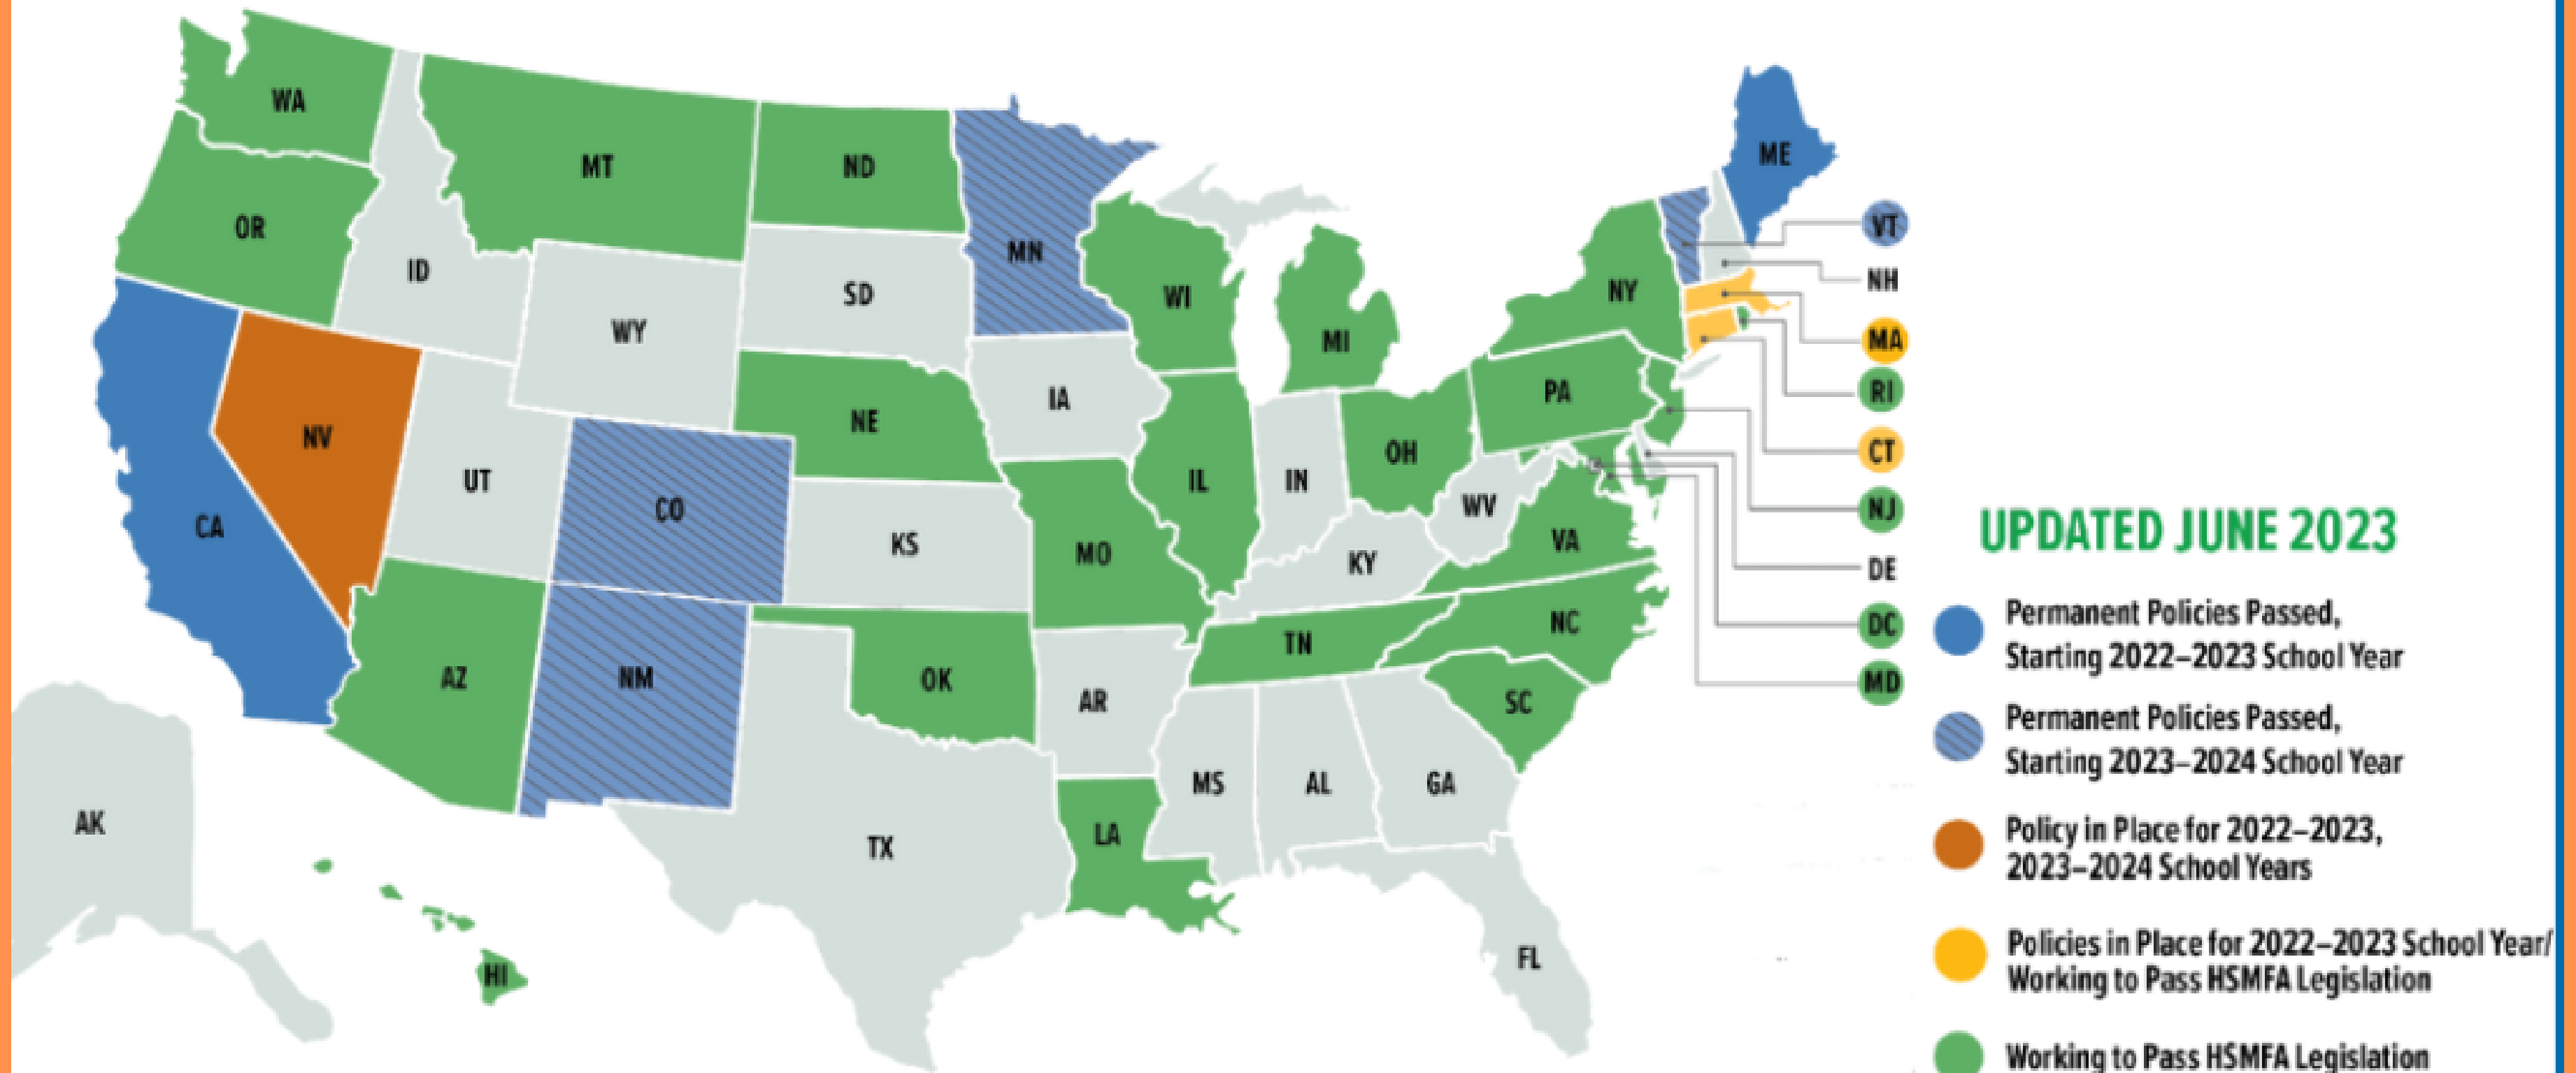 WA
MT
ND
ME
OR
MN
VT
ID
NH
SD
WI
NY
WY
MI
MA
IA
PA
RI
NE
NV
OH
CT
UT
IL
IN
CO
WV
NJ
CA
KS
MO
KY
VA
DE
NC
DC
TN
AZ
NM
OK
MD
AR
SC
MS
AL
GA
AK
LA
TX
FL
HI
UPDATED JUNE 2023
Permanent Policies Passed,
Starting 2022–2023 School Year
Permanent Policies Passed,
Starting 2023–2024 School Year
Policy in Place for 2022–2023,
2023–2024 School Years
Policies in Place for 2022–2023 School Year/
Working to Pass HSMFA Legislation
Working to Pass HSMFA Legislation